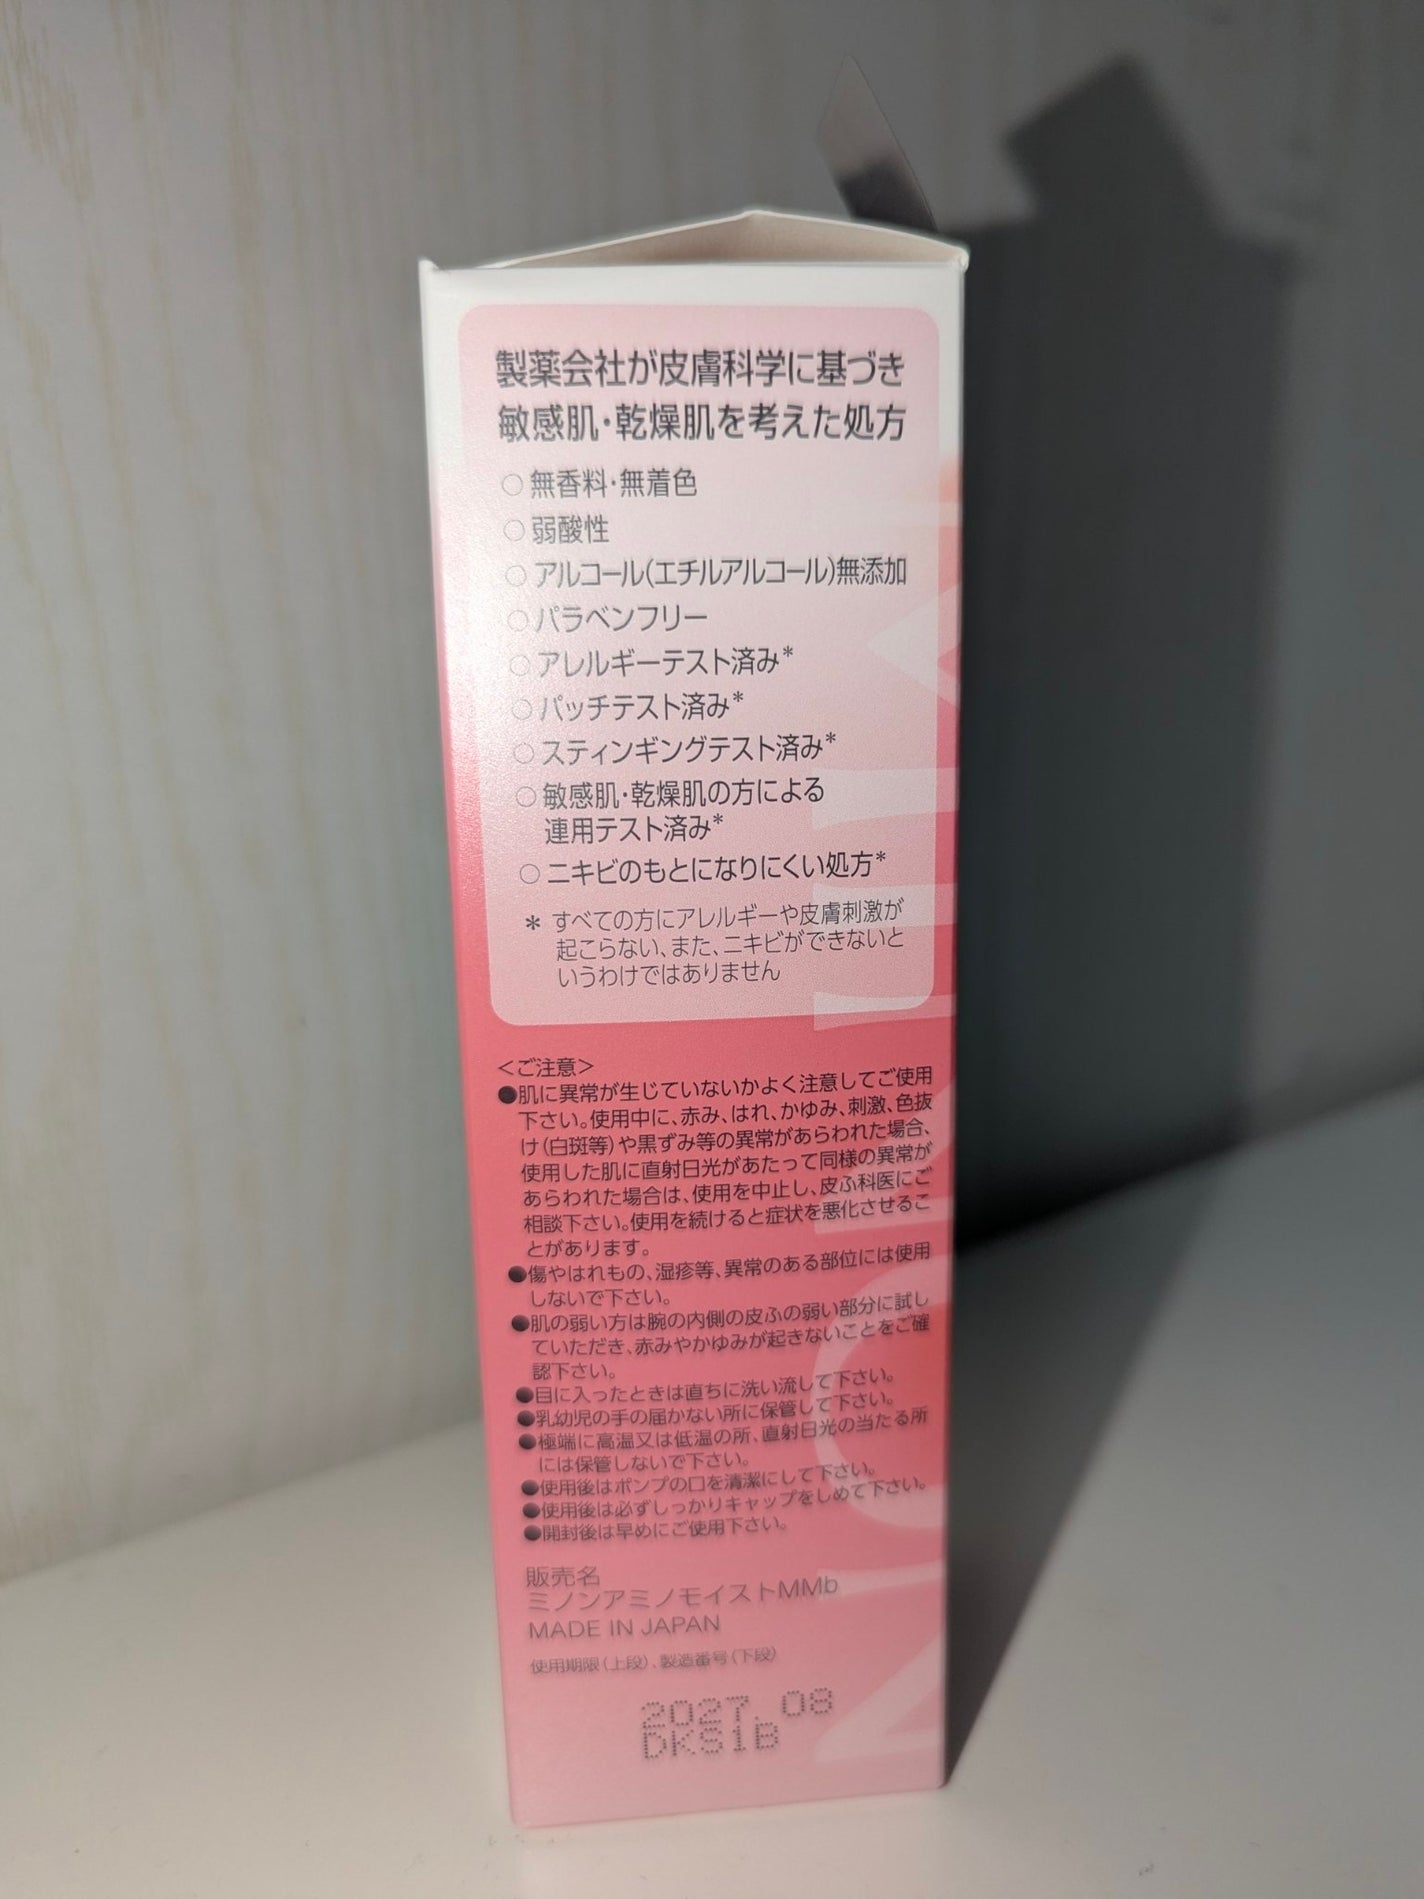 製薬会社が皮膚科学に基づき
敏感肌・乾燥肌を考えた処方
○無香料・無着色
○弱酸性
○アルコール(エチルアルコール)無添加
○パラベンフリー
○アレルギーテスト済み*
○パッチテスト済み*
○スティンギングテスト済み*
○敏感肌・乾燥肌の方による
連用テスト済み*
○ニキビのもとになりにくい処方*
* すべての方にアレルギーや皮膚刺激が
起こらない、また、ニキビができないと
いうわけではありません
<ご注意>
●肌に異常が生じていないかよく注意してご使用
下さい。使用中に、赤み、はれ、かゆみ、刺激、色抜
け(白斑等)や黒ずみ等の異常があらわれた場合、
使用した肌に直射日光があたって同様の異常が
あらわれた場合は、使用を中止し、皮ふ科医にご
相談下さい。使用を続けると症状を悪化させるこ
とがあります。
●傷やはれもの、湿疹等、異常のある部位には使用
しないで下さい。
●肌の弱い方は腕の内側の皮ふの弱い部分に試し
ていただき、赤みやかゆみが起きないことをご確
認下さい。
●目に入ったときは直ちに洗い流して下さい。
●乳幼児の手の届かない所に保管して下さい。
●極端に高温又は低温の所、直射日光の当たる所
には保管しないで下さい。
●使用後はポンプの口を清潔にして下さい。
●使用後は必ずしっかりキャップをしめて下さい。
●開封後は早めにご使用下さい。
販売名
ミノンアミノモイストMMb
MADE IN JAPAN
使用期限(上段)、製造番号(下段)
2027.08
DKS1B
MINON